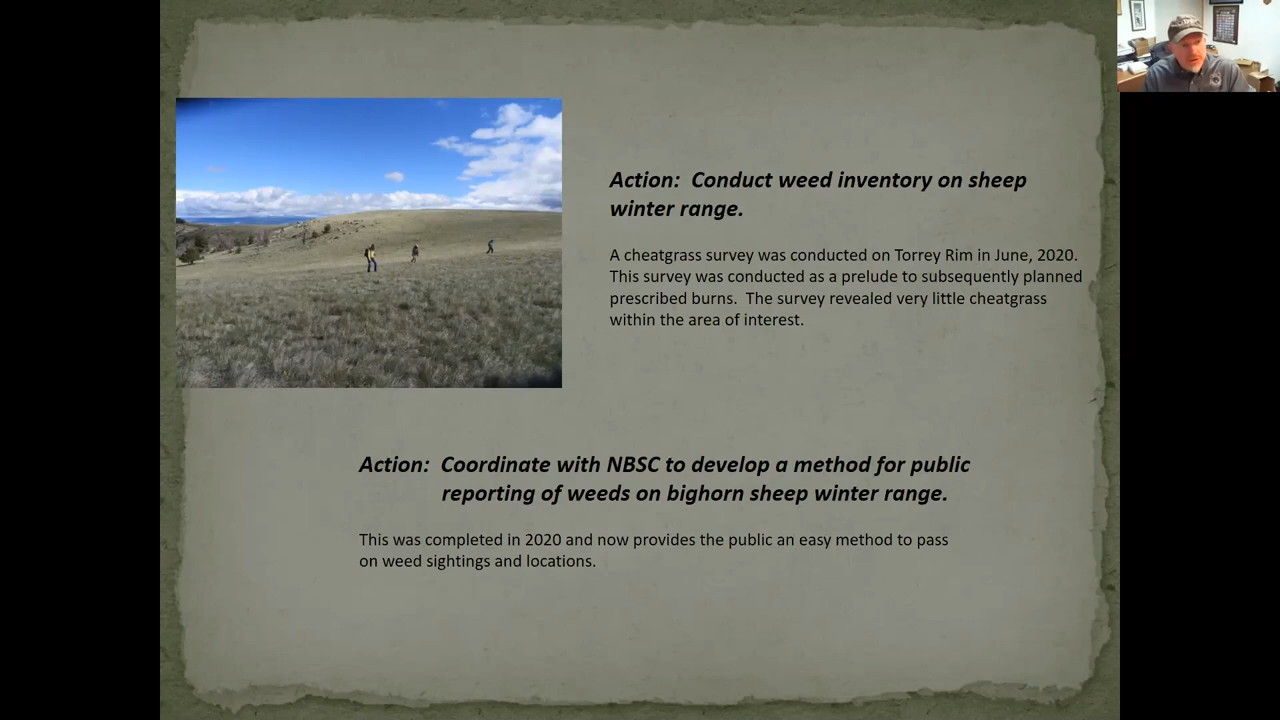 Action:  Conduct weed inventory on sheep
winter range.
A cheatgrass survey was conducted on Torrey Rim in June, 2020.
This survey was conducted as a prelude to subsequently planned
prescribed burns.  The survey revealed very little cheatgrass
within the area of interest.
Action:  Coordinate with NBSC to develop a method for public
reporting of weeds on bighorn sheep winter range.
This was completed in 2020 and now provides the public an easy method to pass
on weed sightings and locations.